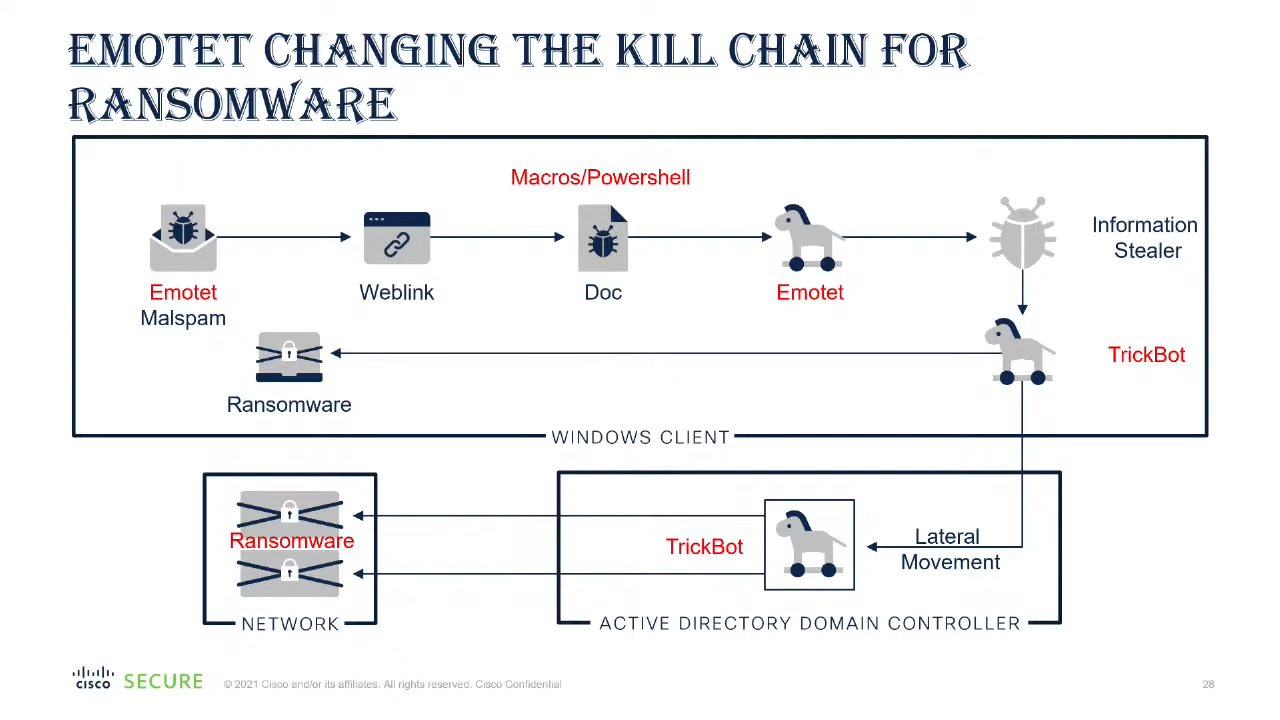 EMOTET CHANGING THE KILL CHAIN FOR
RANSOMWARE
Macros/Powershell
Emotet
Malspam
Weblink
Doc
Emotet
Information
Stealer
TrickBot
Ransomware
WINDOWS CLIENT
Ransomware
NETWORK
TrickBot
Lateral
Movement
ACTIVE DIRECTORY DOMAIN CONTROLLER
CISCO SECURE
© 2021 Cisco and/or its affiliates. All rights reserved. Cisco Confidential
28